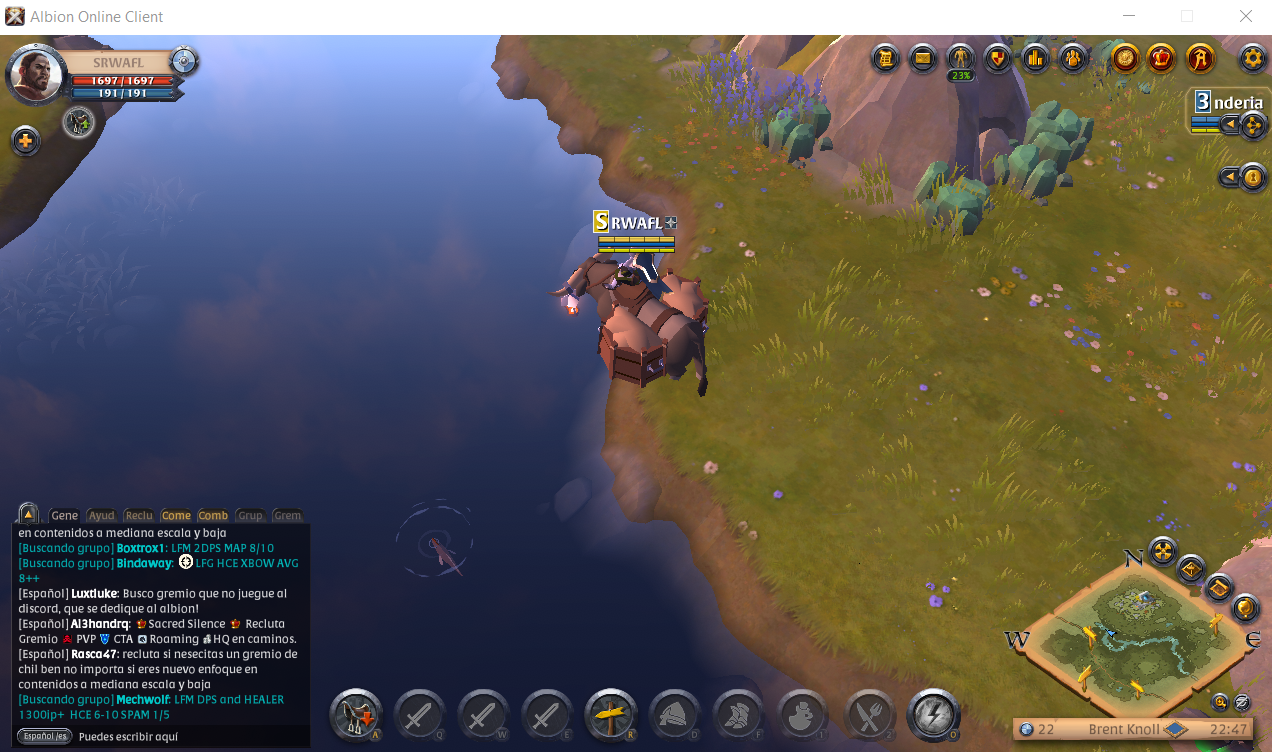 Albion Online Client
SRWAFL
1697 / 1697
191 / 191
23%
3 nderia
SRWAFL
Gene Ayud Reclu Come Comb Grup Grem
en contenidos a mediana escala y baja
[Buscando grupo] Boxtrox1: LFM 2DPS MAP 8/10
[Buscando grupo] Bindaway: LFG HCE XBOW AVG
8++
[Español] Luxtluke: Busco gremio que no juegue al
discord, que se dedique al albion!
[Español] Al3handrq: Sacred Silence Recluta
Gremio PVP CTA Roaming HQ en caminos.
[Español] Rasca47: recluta si nesecitas un gremio de
chil ben no importa si eres nuevo enfoque en
contenidos a mediana escala y baja
[Buscando grupo] Mechwolf: LFM DPS and HEALER
1300ip+ HCE 6-10 SPAM 1/5
Español /es Puedes escribir aquí
A Q W E R D F 1 2 O
N
W E
22 Brent Knoll 22:47